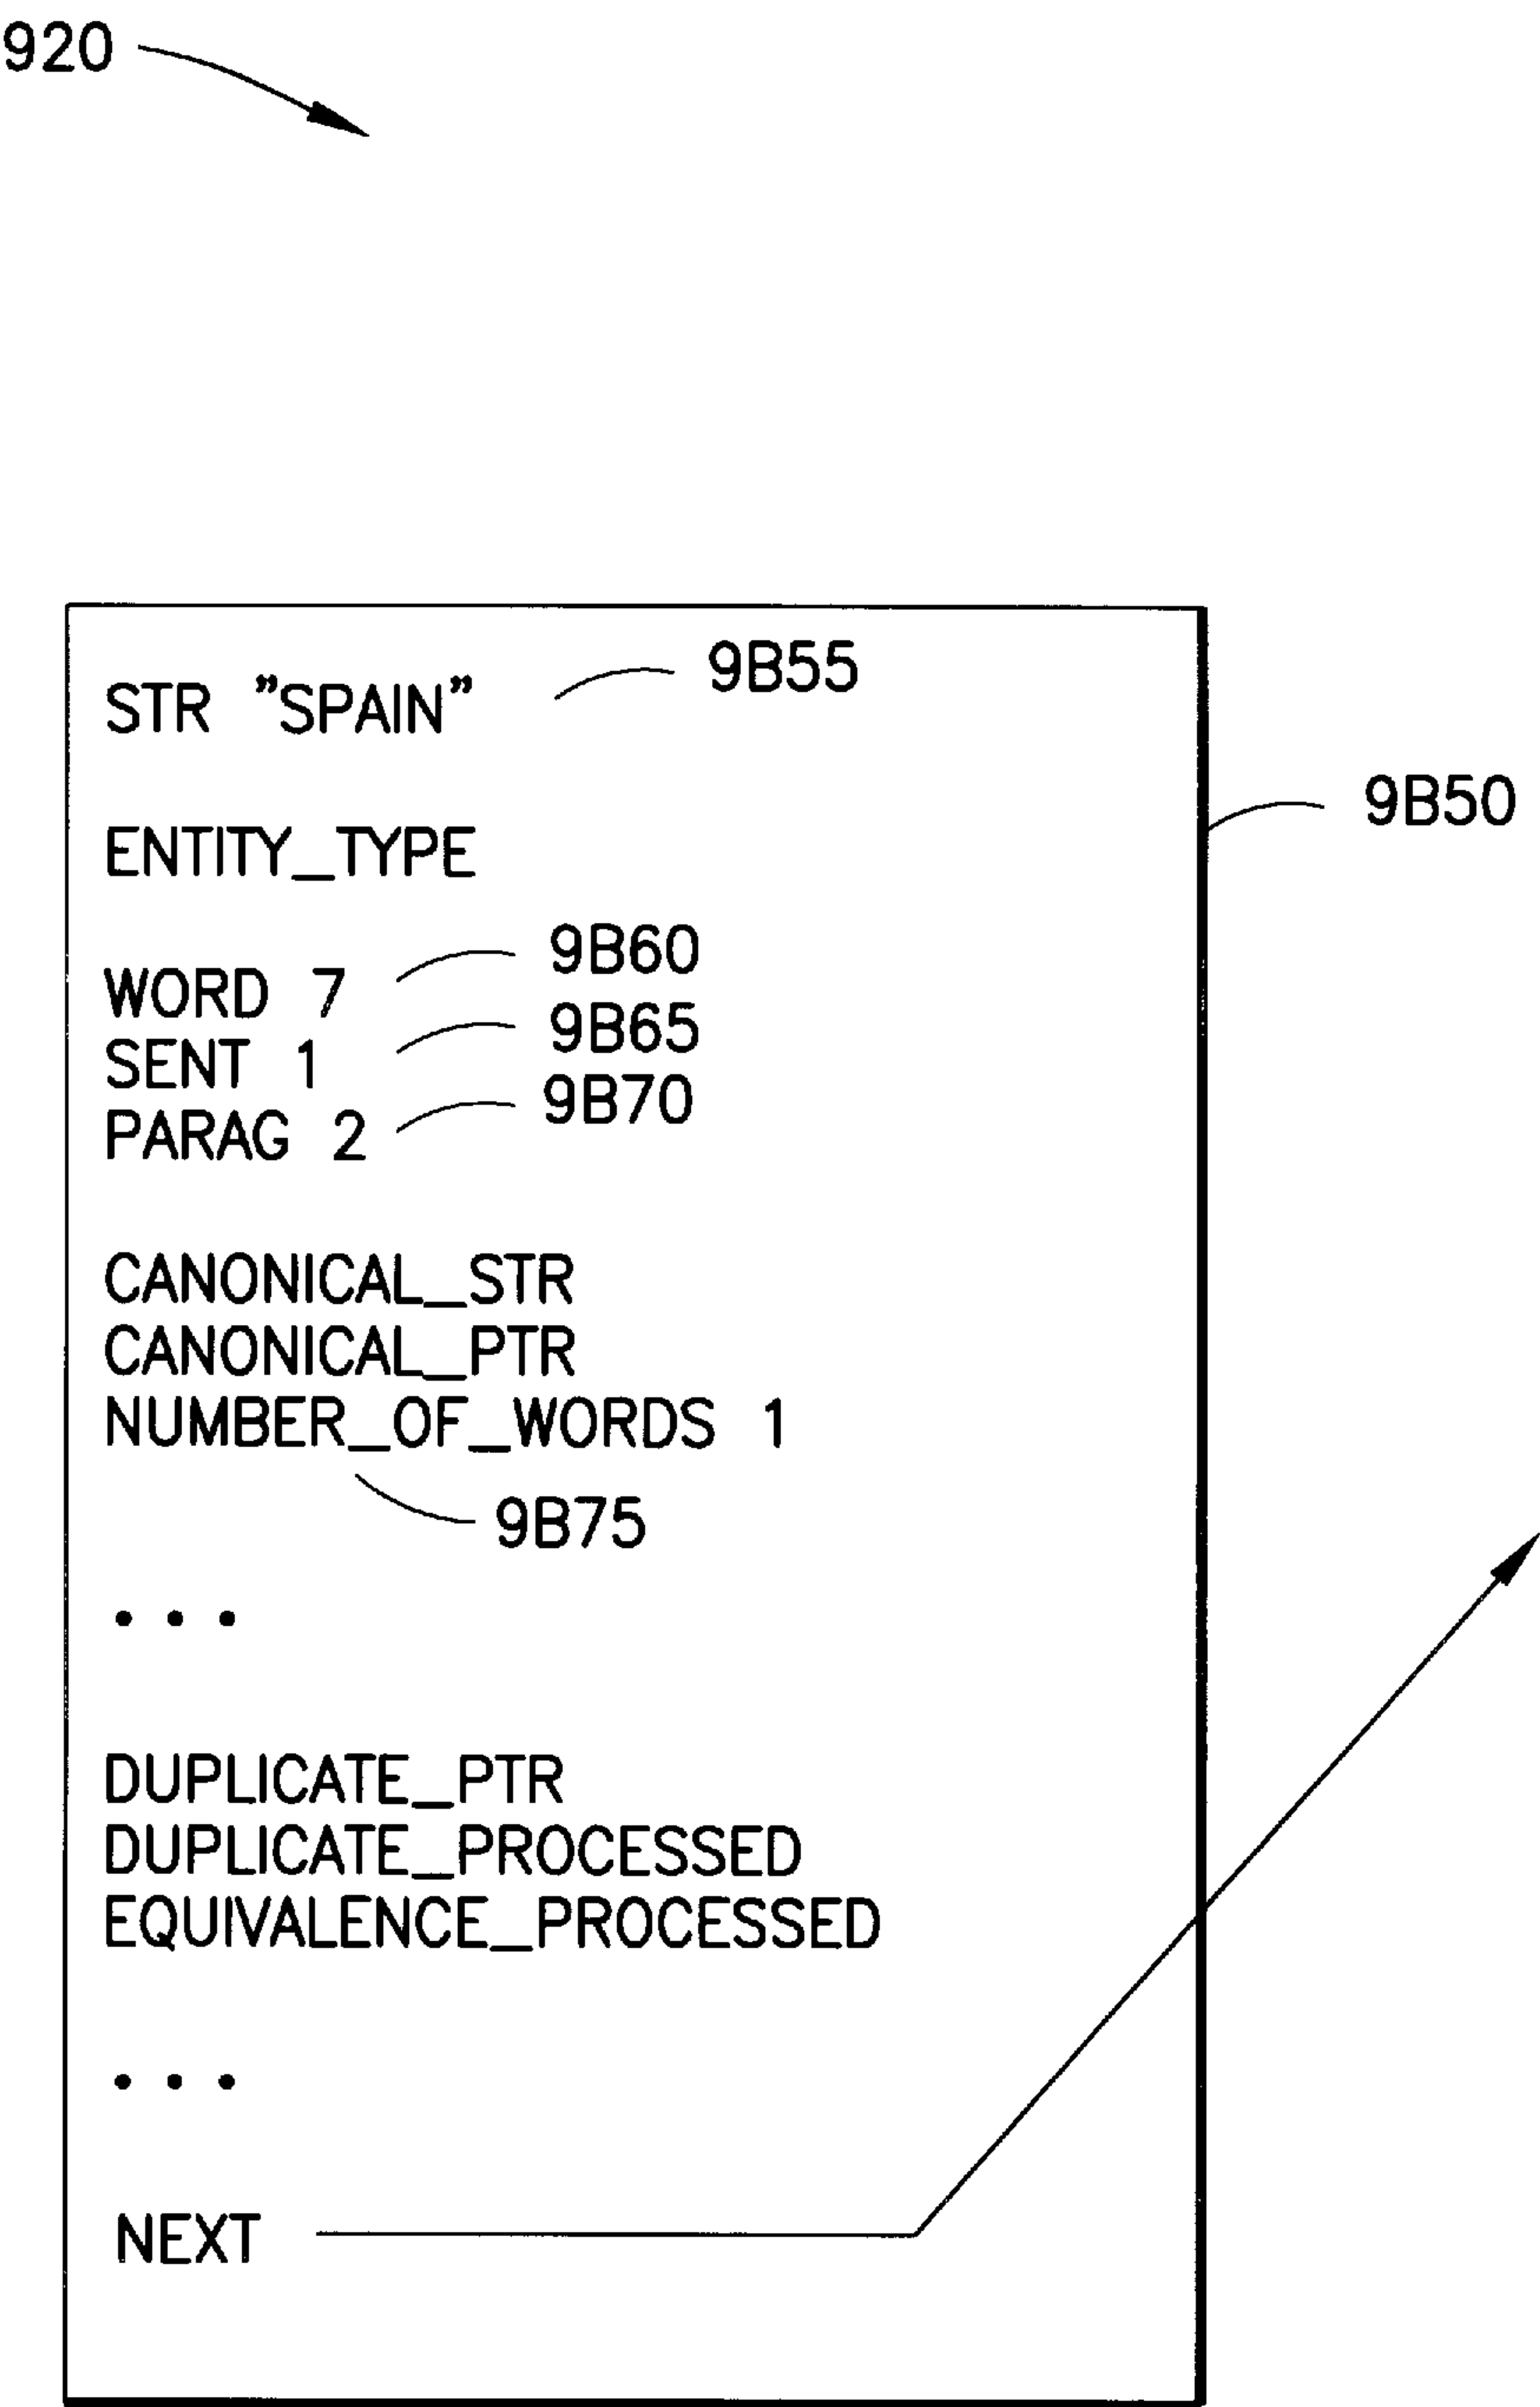 920
STR "SPAIN" 9B55
9B50
ENTITY_TYPE
WORD 7 9B60
SENT 1 9B65
PARAG 2 9B70
CANONICAL_STR
CANONICAL_PTR
NUMBER_OF_WORDS 1
9B75
...
DUPLICATE_PTR
DUPLICATE_PROCESSED
EQUIVALENCE_PROCESSED
...
NEXT